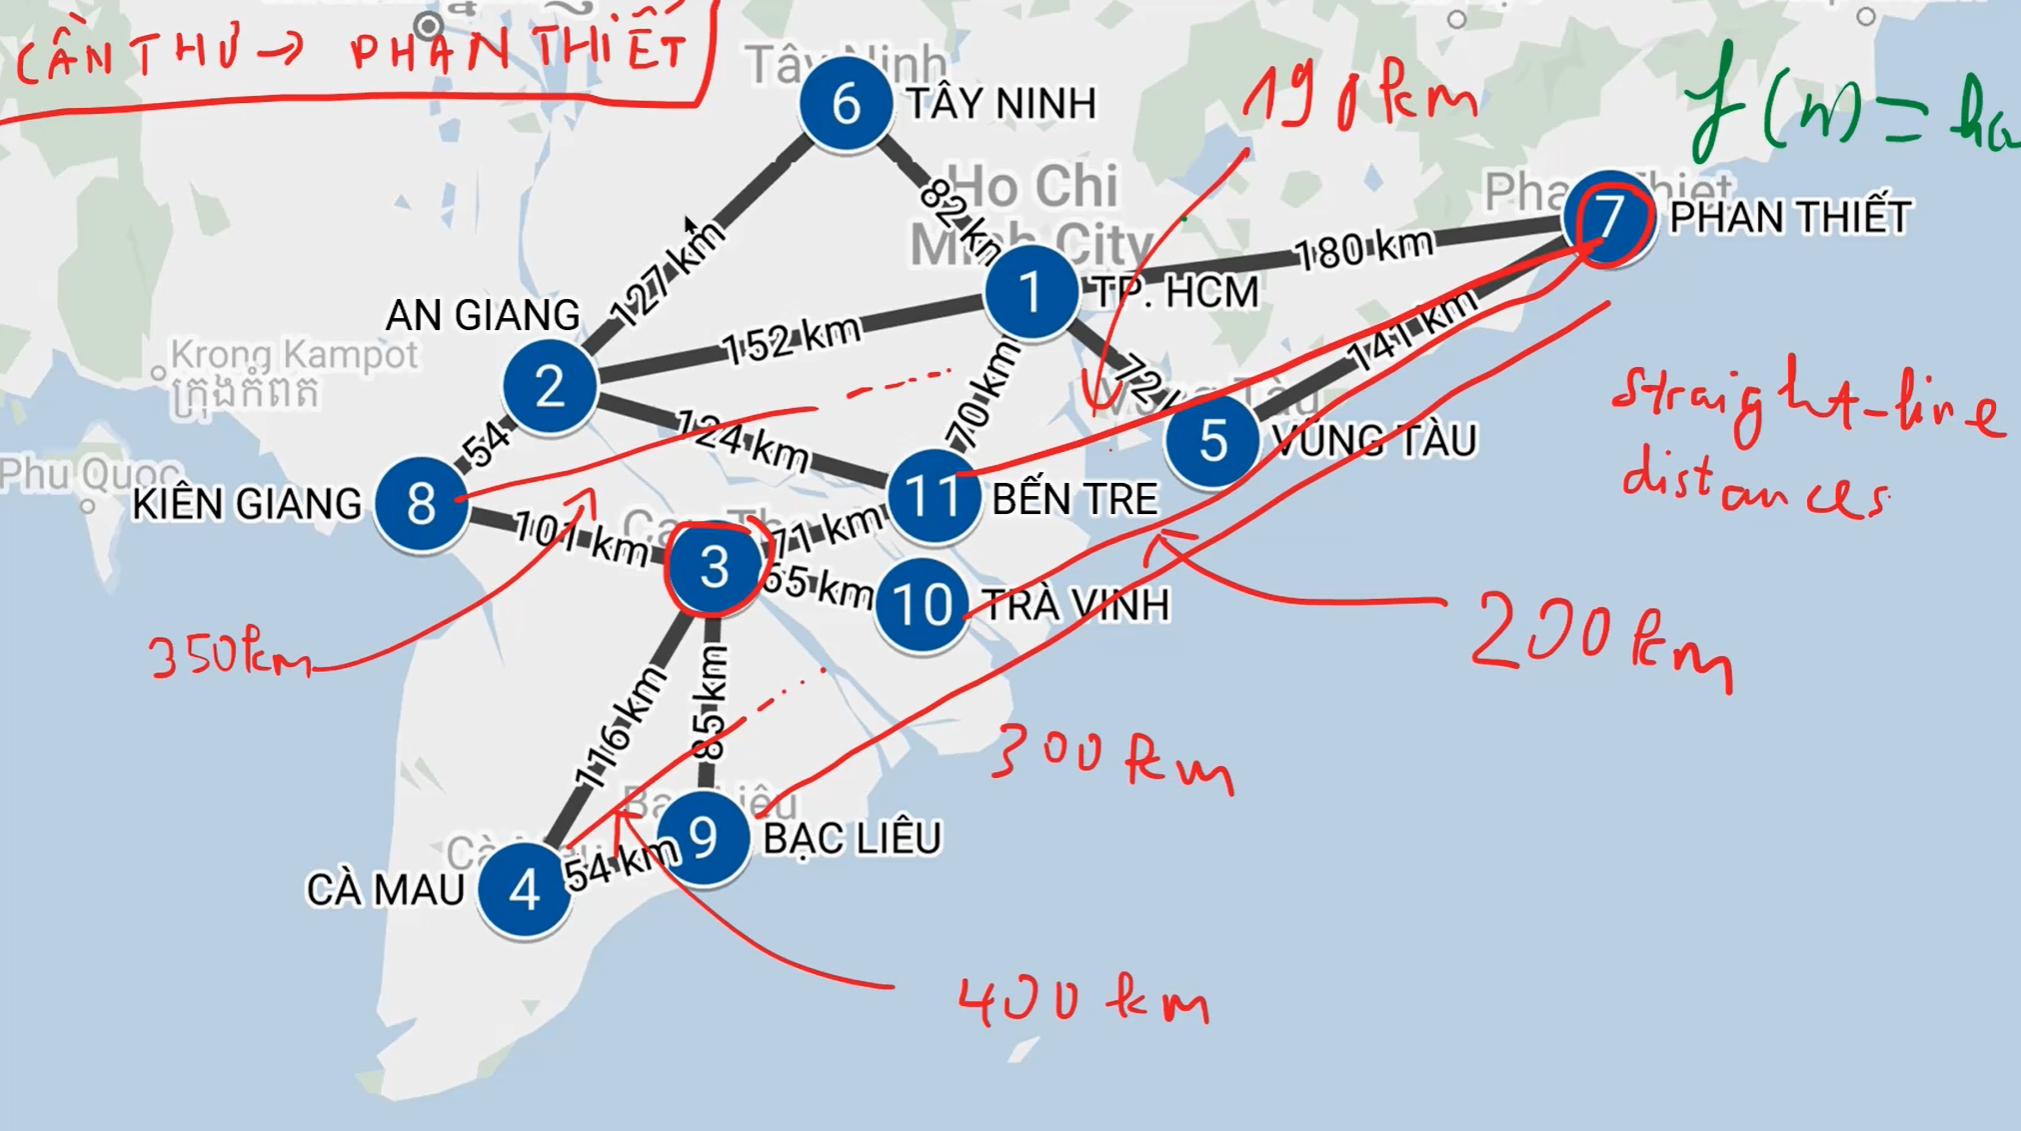 CẦN THƠ → PHAN THIẾT
Tây Ninh
6 TÂY NINH
190 km
f(n) =
82 km
Ho Chi
Minh City
Phan Thiet
7 PHAN THIẾT
180 km
127 km
1 TP. HCM
AN GIANG
152 km
141 km
Krong Kampot
ក្រុងកំពត
2
72
Vũng Tàu
straight-line
distances
70 km
124 km
5 VŨNG TÀU
54
Phu Quoc
KIÊN GIANG 8
11 BẾN TRE
101 km
71 km
3
65 km
10 TRÀ VINH
350km
200 km
116 km
85 km
300 km
Bạc Liêu
9 BẠC LIÊU
54 km
CÀ MAU 4
400 km